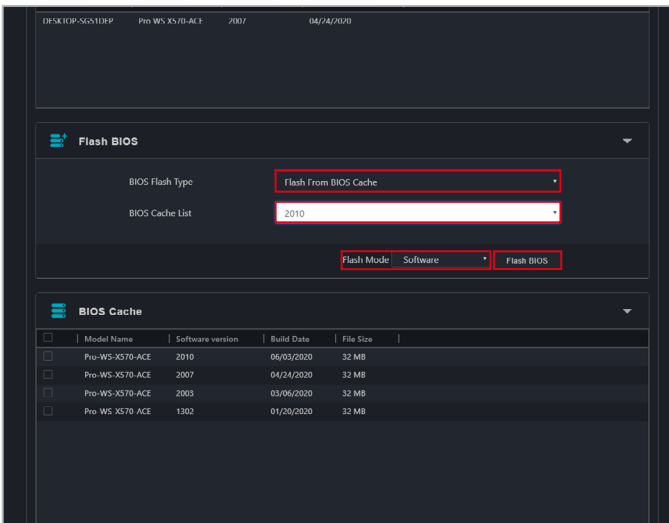 DESKTOP-SG51DEP Pro WS X570-ACE 2007 04/24/2020
Flash BIOS
BIOS Flash Type Flash From BIOS Cache
BIOS Cache List 2010
Flash Mode Software Flash BIOS
BIOS Cache
Model Name Software version Build Date File Size
Pro-WS-X570-ACE 2010 06/03/2020 32 MB
Pro-WS-X570-ACE 2007 04/24/2020 32 MB
Pro-WS-X570-ACE 2003 03/06/2020 32 MB
Pro-WS-X570-ACE 1302 01/20/2020 32 MB